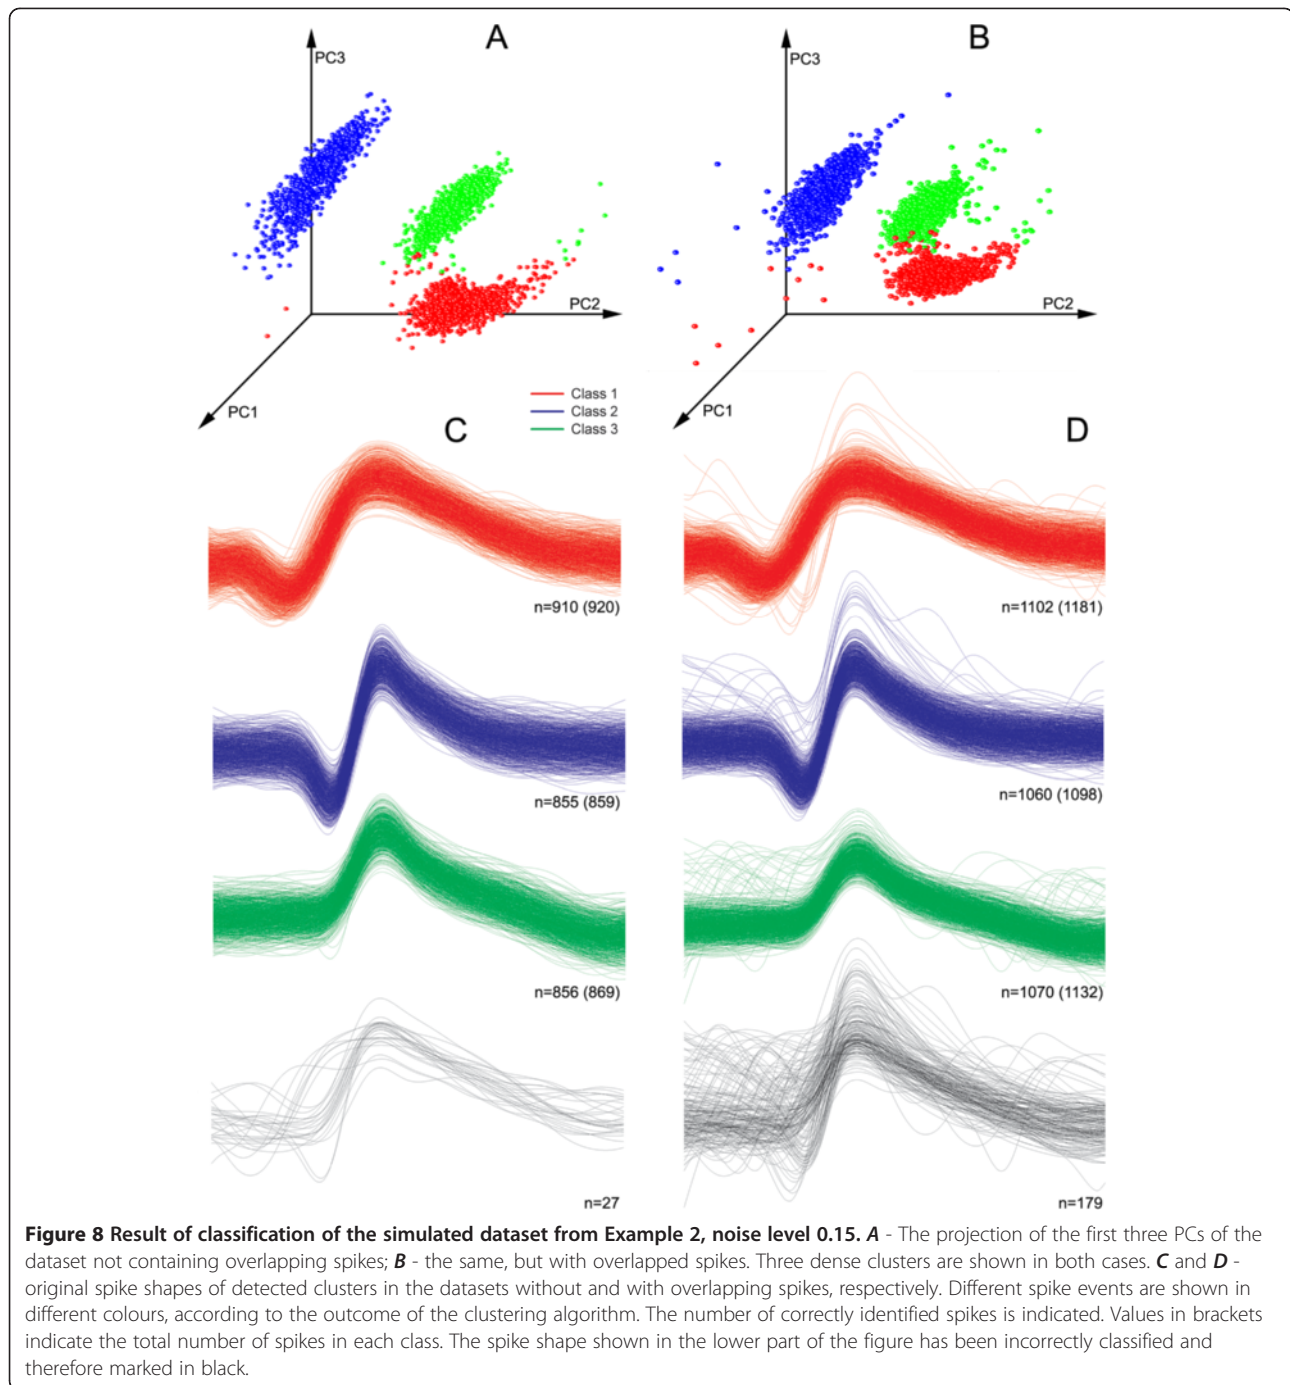 A
B
PC3
PC3
PC2
PC2
PC1
PC1
Class 1
Class 2
Class 3
C
D
n=910 (920)
n=1102 (1181)
n=855 (859)
n=1060 (1098)
n=856 (869)
n=1070 (1132)
n=27
n=179
Figure 8 Result of classification of the simulated dataset from Example 2, noise level 0.15. A - The projection of the first three PCs of the
dataset not containing overlapping spikes; B - the same, but with overlapped spikes. Three dense clusters are shown in both cases. C and D -
original spike shapes of detected clusters in the datasets without and with overlapping spikes, respectively. Different spike events are shown in
different colours, according to the outcome of the clustering algorithm. The number of correctly identified spikes is indicated. Values in brackets
indicate the total number of spikes in each class. The spike shape shown in the lower part of the figure has been incorrectly classified and
therefore marked in black.